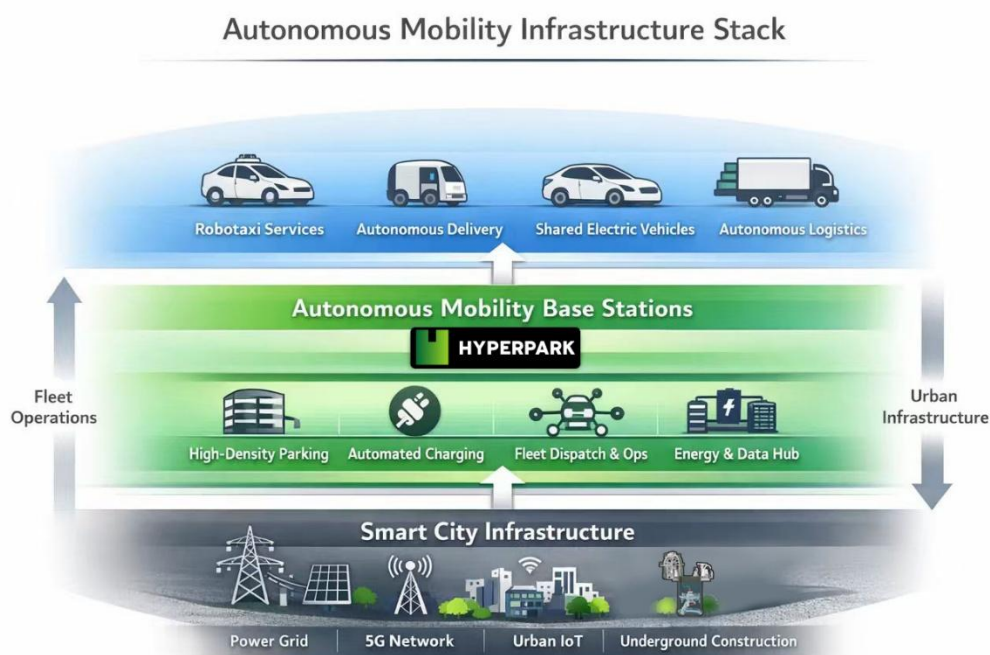 Autonomous Mobility Infrastructure Stack
Robotaxi Services
Autonomous Delivery
Shared Electric Vehicles
Autonomous Logistics
Autonomous Mobility Base Stations
HYPERPARK
Fleet
Operations
Urban
Infrastructure
High-Density Parking
Automated Charging
Fleet Dispatch & Ops
Energy & Data Hub
Smart City Infrastructure
Power Grid
5G Network
Urban IoT
Underground Construction